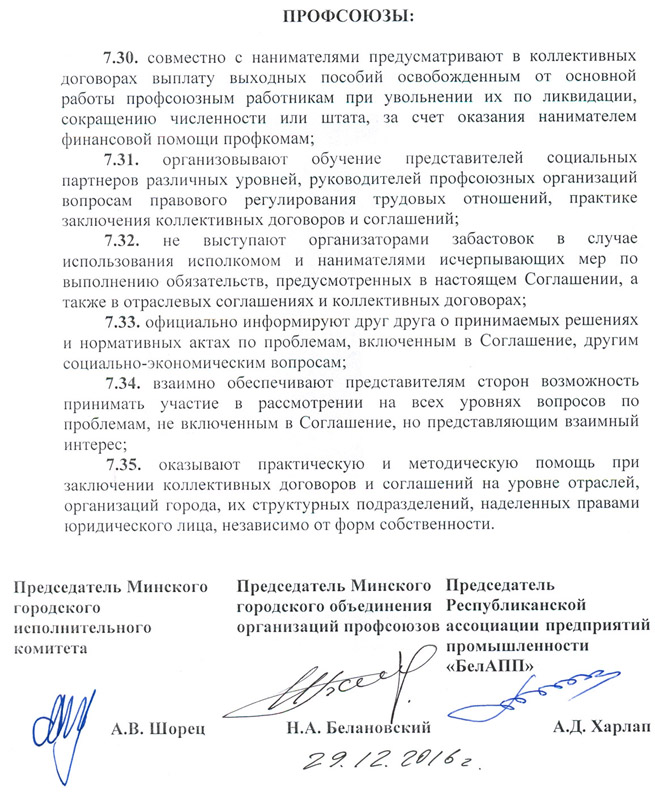 ПРОФСОЮЗЫ:
7.30. совместно с нанимателями предусматривают в коллективных
договорах выплату выходных пособий освобожденным от основной
работы профсоюзным работникам при увольнении их по ликвидации,
сокращению численности или штата, за счет оказания нанимателем
финансовой помощи профкомам;
7.31. организовывают обучение представителей социальных
партнеров различных уровней, руководителей профсоюзных организаций
вопросам правового регулирования трудовых отношений, практике
заключения коллективных договоров и соглашений;
7.32. не выступают организаторами забастовок в случае
использования исполкомом и нанимателями исчерпывающих мер по
выполнению обязательств, предусмотренных в настоящем Соглашении, а
также в отраслевых соглашениях и коллективных договорах;
7.33. официально информируют друг друга о принимаемых решениях
и нормативных актах по проблемам, включенным в Соглашение, другим
социально-экономическим вопросам;
7.34. взаимно обеспечивают представителям сторон возможность
принимать участие в рассмотрении на всех уровнях вопросов по
проблемам, не включенным в Соглашение, но представляющим взаимный
интерес;
7.35. оказывают практическую и методическую помощь при
заключении коллективных договоров и соглашений на уровне отраслей,
организаций города, их структурных подразделений, наделенных правами
юридического лица, независимо от форм собственности.
Председатель Минского
городского
исполнительного
комитета
А.В. Шорец
Председатель Минского
городского объединения
организаций профсоюзов
Н.А. Белановский
Председатель
Республиканской
ассоциации предприятий
промышленности
«БелАПП»
А.Д. Харлап
29.12.2016г.